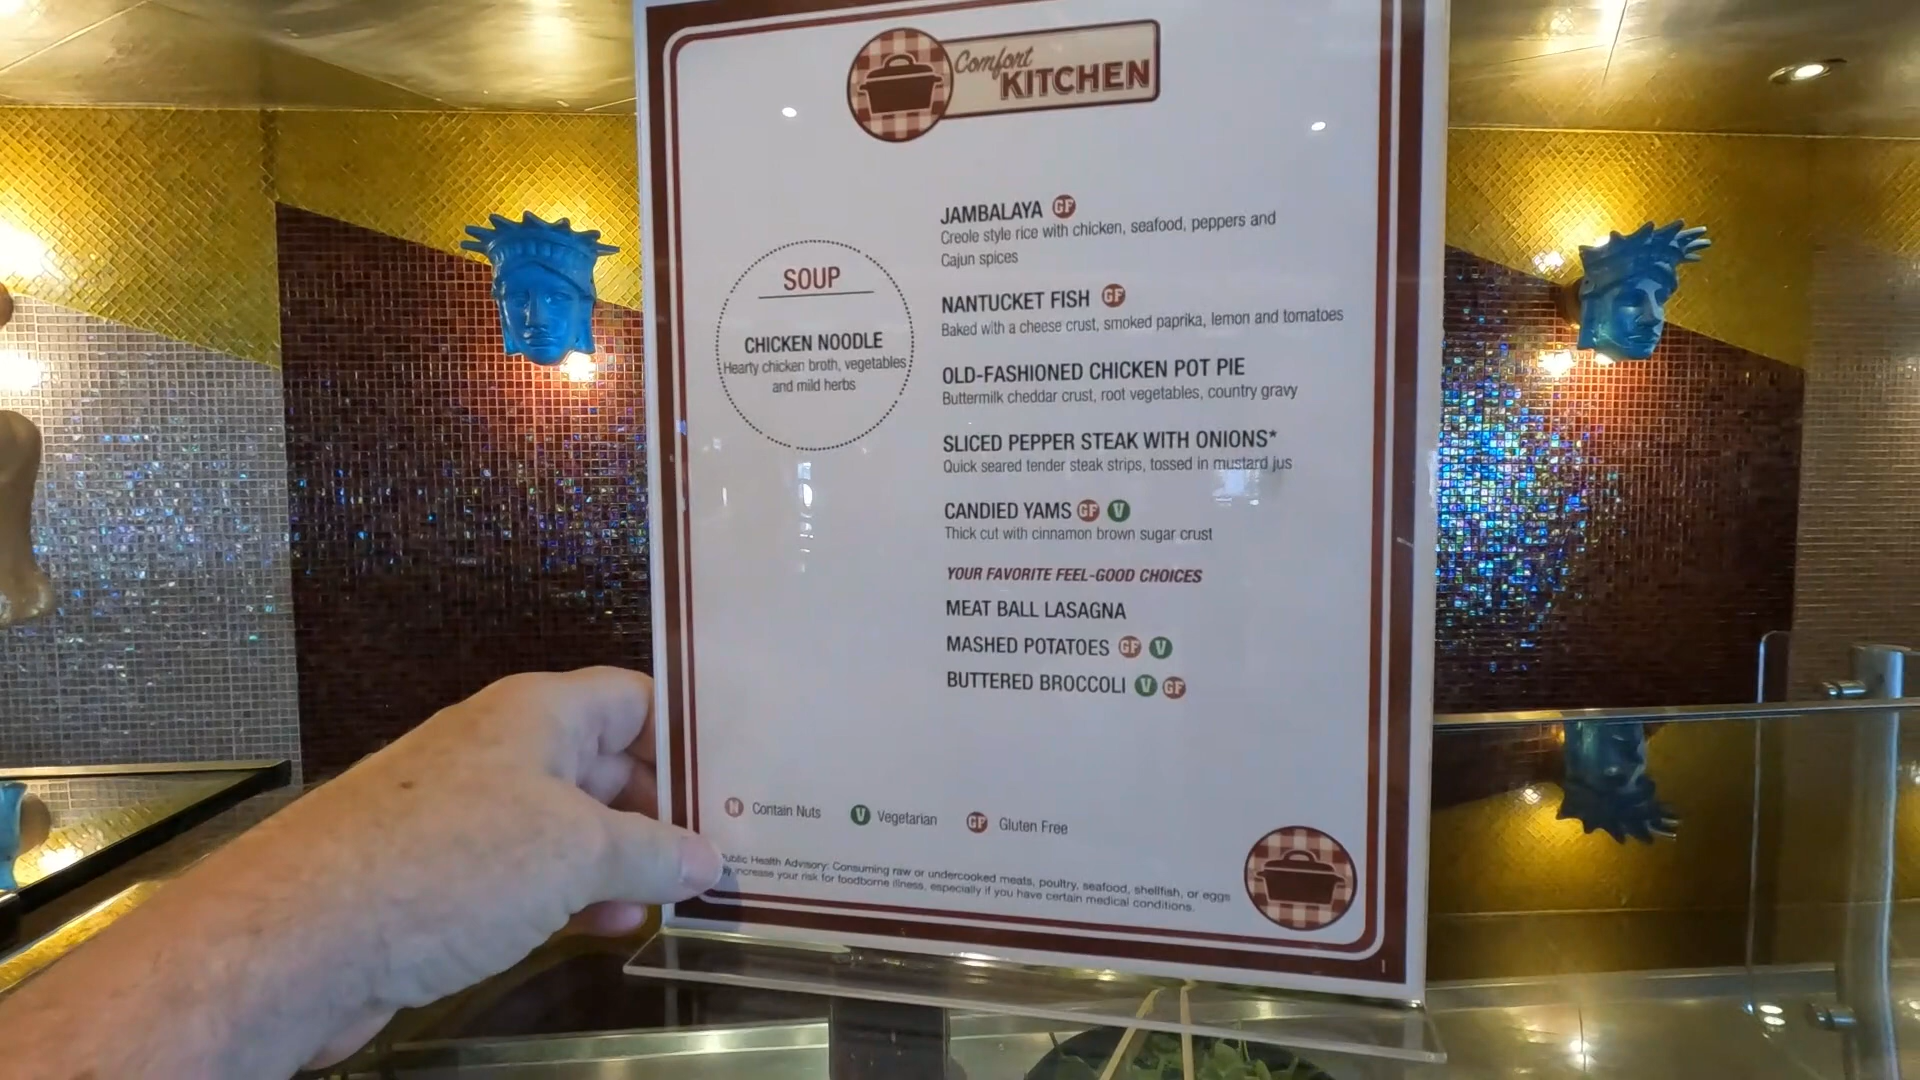 Comfort
KITCHEN
SOUP
CHICKEN NOODLE
Hearty chicken broth, vegetables
and mild herbs
JAMBALAYA GF
Creole style rice with chicken, seafood, peppers and
Cajun spices
NANTUCKET FISH GF
Baked with a cheese crust, smoked paprika, lemon and tomatoes
OLD-FASHIONED CHICKEN POT PIE
Buttermilk cheddar crust, root vegetables, country gravy
SLICED PEPPER STEAK WITH ONIONS*
Quick seared tender steak strips, tossed in mustard jus
CANDIED YAMS GF V
Thick cut with cinnamon brown sugar crust
YOUR FAVORITE FEEL-GOOD CHOICES
MEAT BALL LASAGNA
MASHED POTATOES GF V
BUTTERED BROCCOLI V GF
N Contain Nuts V Vegetarian GF Gluten Free
Health Advisory: Consuming raw or undercooked meats, poultry, seafood, shellfish, or eggs
increase your risk for foodborne illness, especially if you have certain medical conditions.